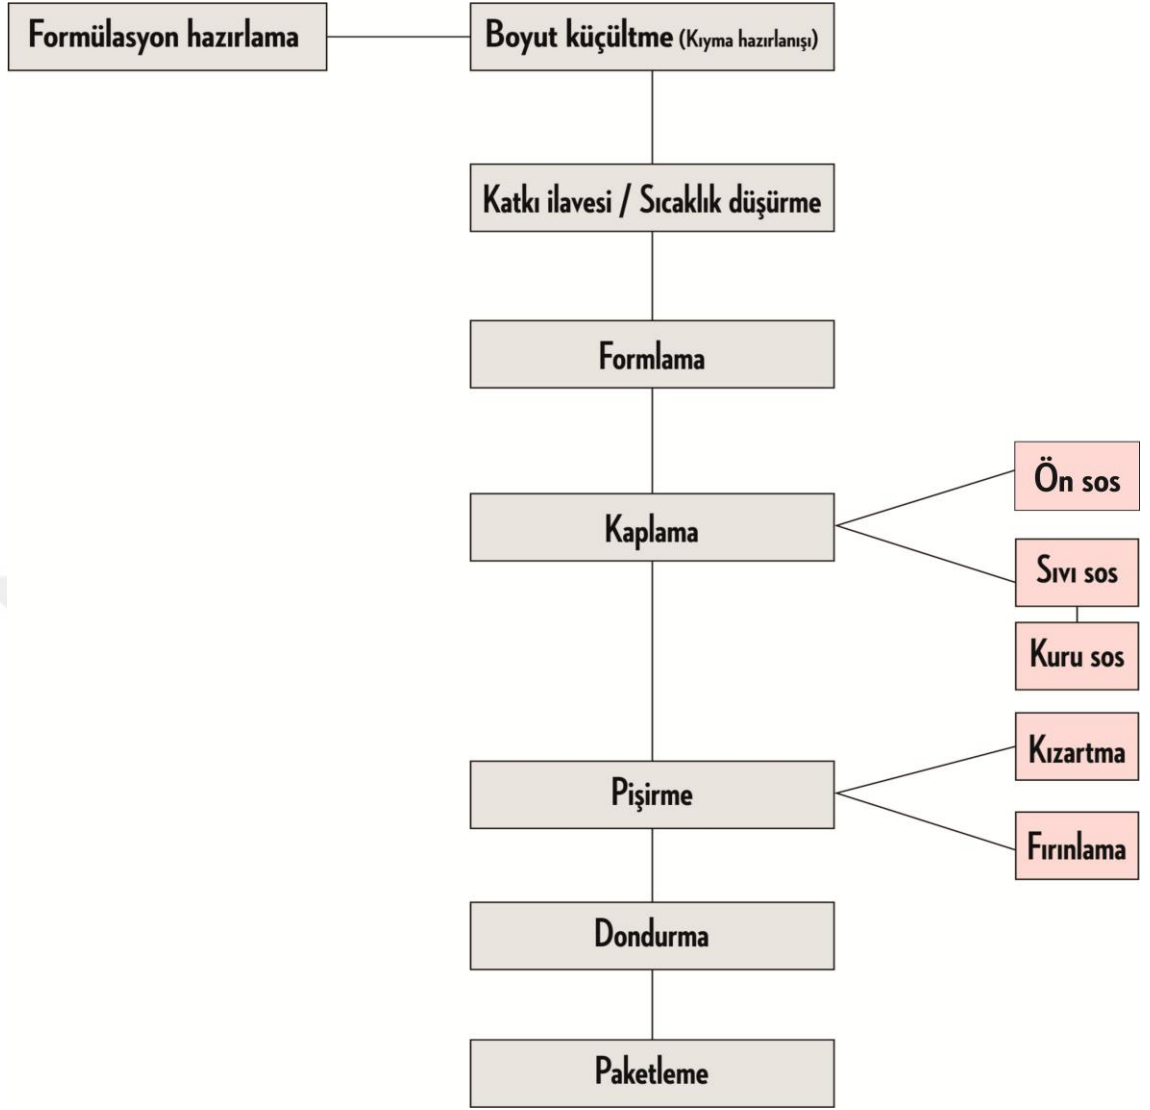 Formülasyon hazırlama
Boyut küçültme (Kıyma hazırlanışı)
Katkı ilavesi / Sıcaklık düşürme
Formlama
Kaplama
Ön sos
Sıvı sos
Kuru sos
Pişirme
Kızartma
Fırınlama
Dondurma
Paketleme